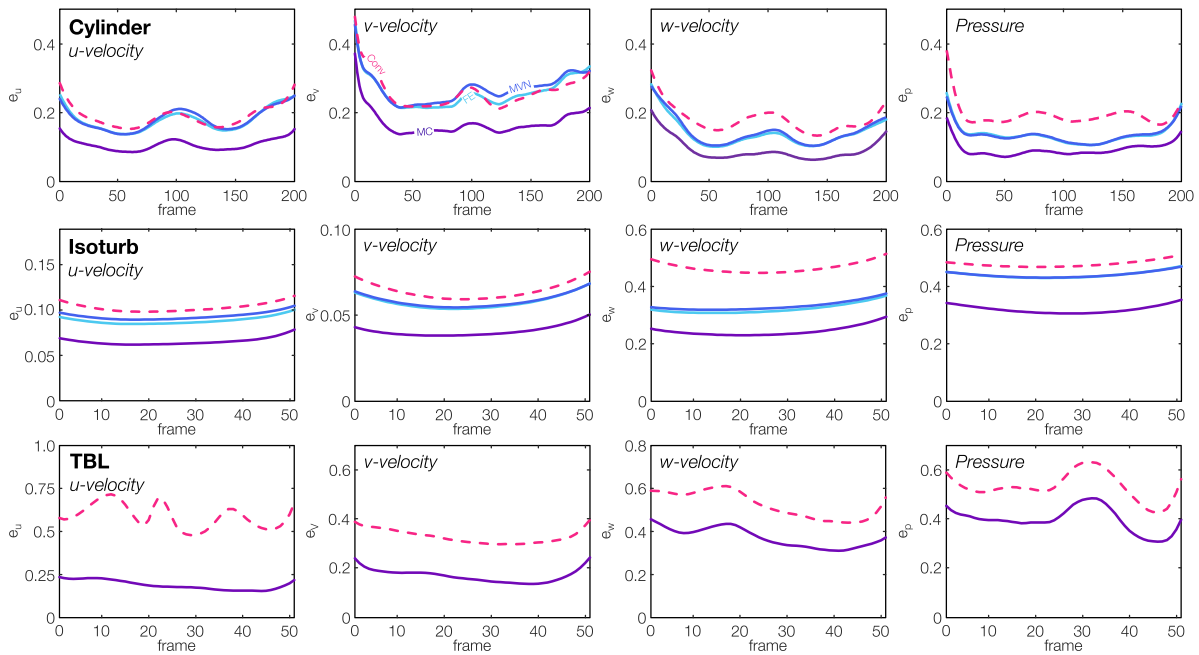 Cylinder
u-velocity
0.4
0.2
0
e_u
0 50 100 150 200
frame
v-velocity
Conv
FE
MVN
MC
0.4
0.3
0.2
0
e_v
0 50 100 150 200
frame
w-velocity
0.4
0.2
0
e_w
0 50 100 150 200
frame
Pressure
0.4
0.2
0
e_p
0 50 100 150 200
frame
Isoturb
u-velocity
0.15
0.10
0.05
0
e_u
0 10 20 30 40 50
frame
v-velocity
0.10
0.05
0
e_v
0 10 20 30 40 50
frame
w-velocity
0.6
0.4
0.2
0
e_w
0 10 20 30 40 50
frame
Pressure
0.6
0.4
0.2
0
e_p
0 10 20 30 40 50
frame
TBL
u-velocity
1.0
0.75
0.5
0.25
0
e_u
0 10 20 30 40 50
frame
v-velocity
0.6
0.4
0.2
0
e_v
0 10 20 30 40 50
frame
w-velocity
0.8
0.6
0.4
0.2
0
e_w
0 10 20 30 40 50
frame
Pressure
0.6
0.4
0.2
0
e_p
0 10 20 30 40 50
frame